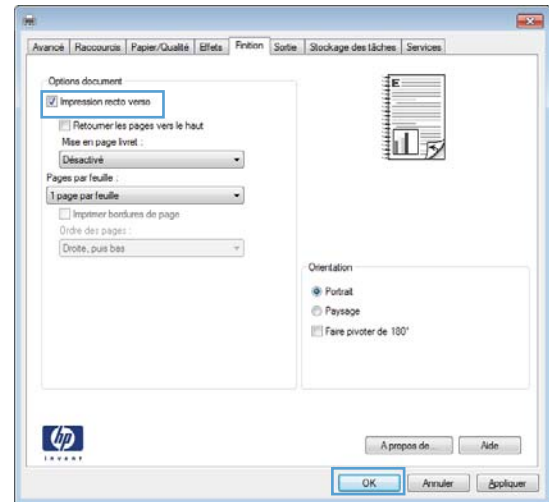 Avancé Raccourcis Papier/Qualité Effets Finition Sortie Stockage des tâches Services
Options document
Impression recto verso
Retourner les pages vers le haut
Mise en page livret :
Désactivé
Pages par feuille :
1 page par feuille
Imprimer bordures de page
Ordre des pages :
Droite, puis bas
E
Orientation
Portrait
Paysage
Faire pivoter de 180°
hp
invent
A propos de... Aide
OK Annuler Appliquer